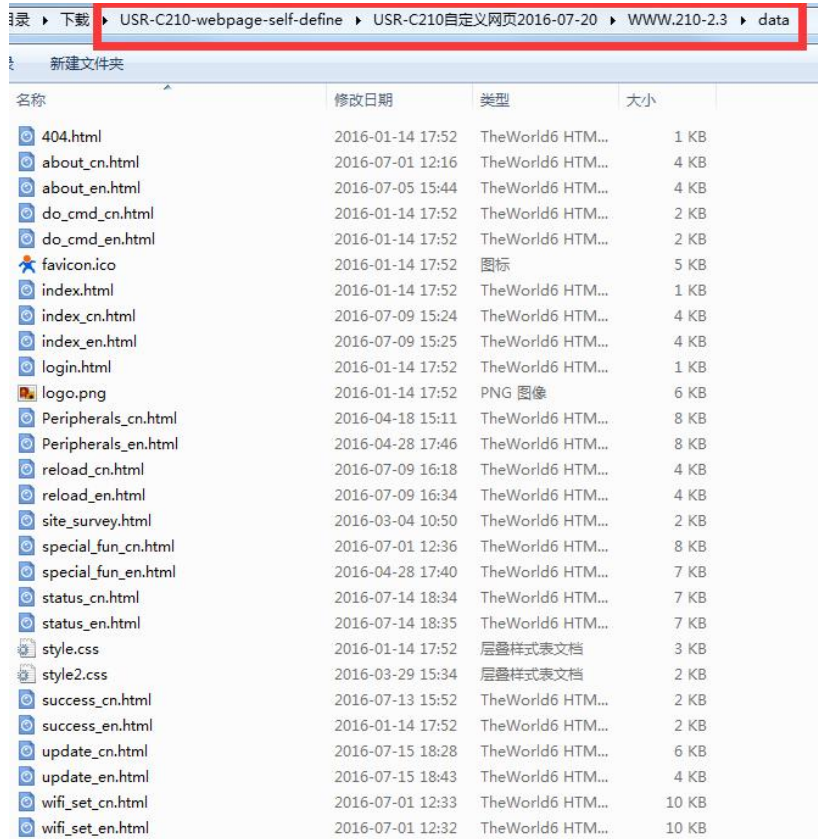 目录 ▸ 下载 ▸ USR-C210-webpage-self-define ▸ USR-C210自定义网页2016-07-20 ▸ WWW.210-2.3 ▸ data
新建文件夹
名称 修改日期 类型 大小
404.html 2016-01-14 17:52 TheWorld6 HTM... 1 KB
about_cn.html 2016-07-01 12:16 TheWorld6 HTM... 4 KB
about_en.html 2016-07-05 15:44 TheWorld6 HTM... 4 KB
do_cmd_cn.html 2016-01-14 17:52 TheWorld6 HTM... 2 KB
do_cmd_en.html 2016-01-14 17:52 TheWorld6 HTM... 2 KB
favicon.ico 2016-01-14 17:52 图标 5 KB
index.html 2016-01-14 17:52 TheWorld6 HTM... 1 KB
index_cn.html 2016-07-09 15:24 TheWorld6 HTM... 4 KB
index_en.html 2016-07-09 15:25 TheWorld6 HTM... 4 KB
login.html 2016-01-14 17:52 TheWorld6 HTM... 1 KB
logo.png 2016-01-14 17:52 PNG 图像 6 KB
Peripherals_cn.html 2016-04-18 15:11 TheWorld6 HTM... 8 KB
Peripherals_en.html 2016-04-28 17:46 TheWorld6 HTM... 8 KB
reload_cn.html 2016-07-09 16:18 TheWorld6 HTM... 4 KB
reload_en.html 2016-07-09 16:34 TheWorld6 HTM... 4 KB
site_survey.html 2016-03-04 10:50 TheWorld6 HTM... 2 KB
special_fun_cn.html 2016-07-01 12:36 TheWorld6 HTM... 8 KB
special_fun_en.html 2016-04-28 17:40 TheWorld6 HTM... 7 KB
status_cn.html 2016-07-14 18:34 TheWorld6 HTM... 7 KB
status_en.html 2016-07-14 18:35 TheWorld6 HTM... 7 KB
style.css 2016-01-14 17:52 层叠样式表文档 3 KB
style2.css 2016-03-29 15:34 层叠样式表文档 2 KB
success_cn.html 2016-07-13 15:52 TheWorld6 HTM... 2 KB
success_en.html 2016-01-14 17:52 TheWorld6 HTM... 2 KB
update_cn.html 2016-07-15 18:28 TheWorld6 HTM... 6 KB
update_en.html 2016-07-15 18:43 TheWorld6 HTM... 4 KB
wifi_set_cn.html 2016-07-01 12:33 TheWorld6 HTM... 10 KB
wifi_set_en.html 2016-07-01 12:32 TheWorld6 HTM... 10 KB